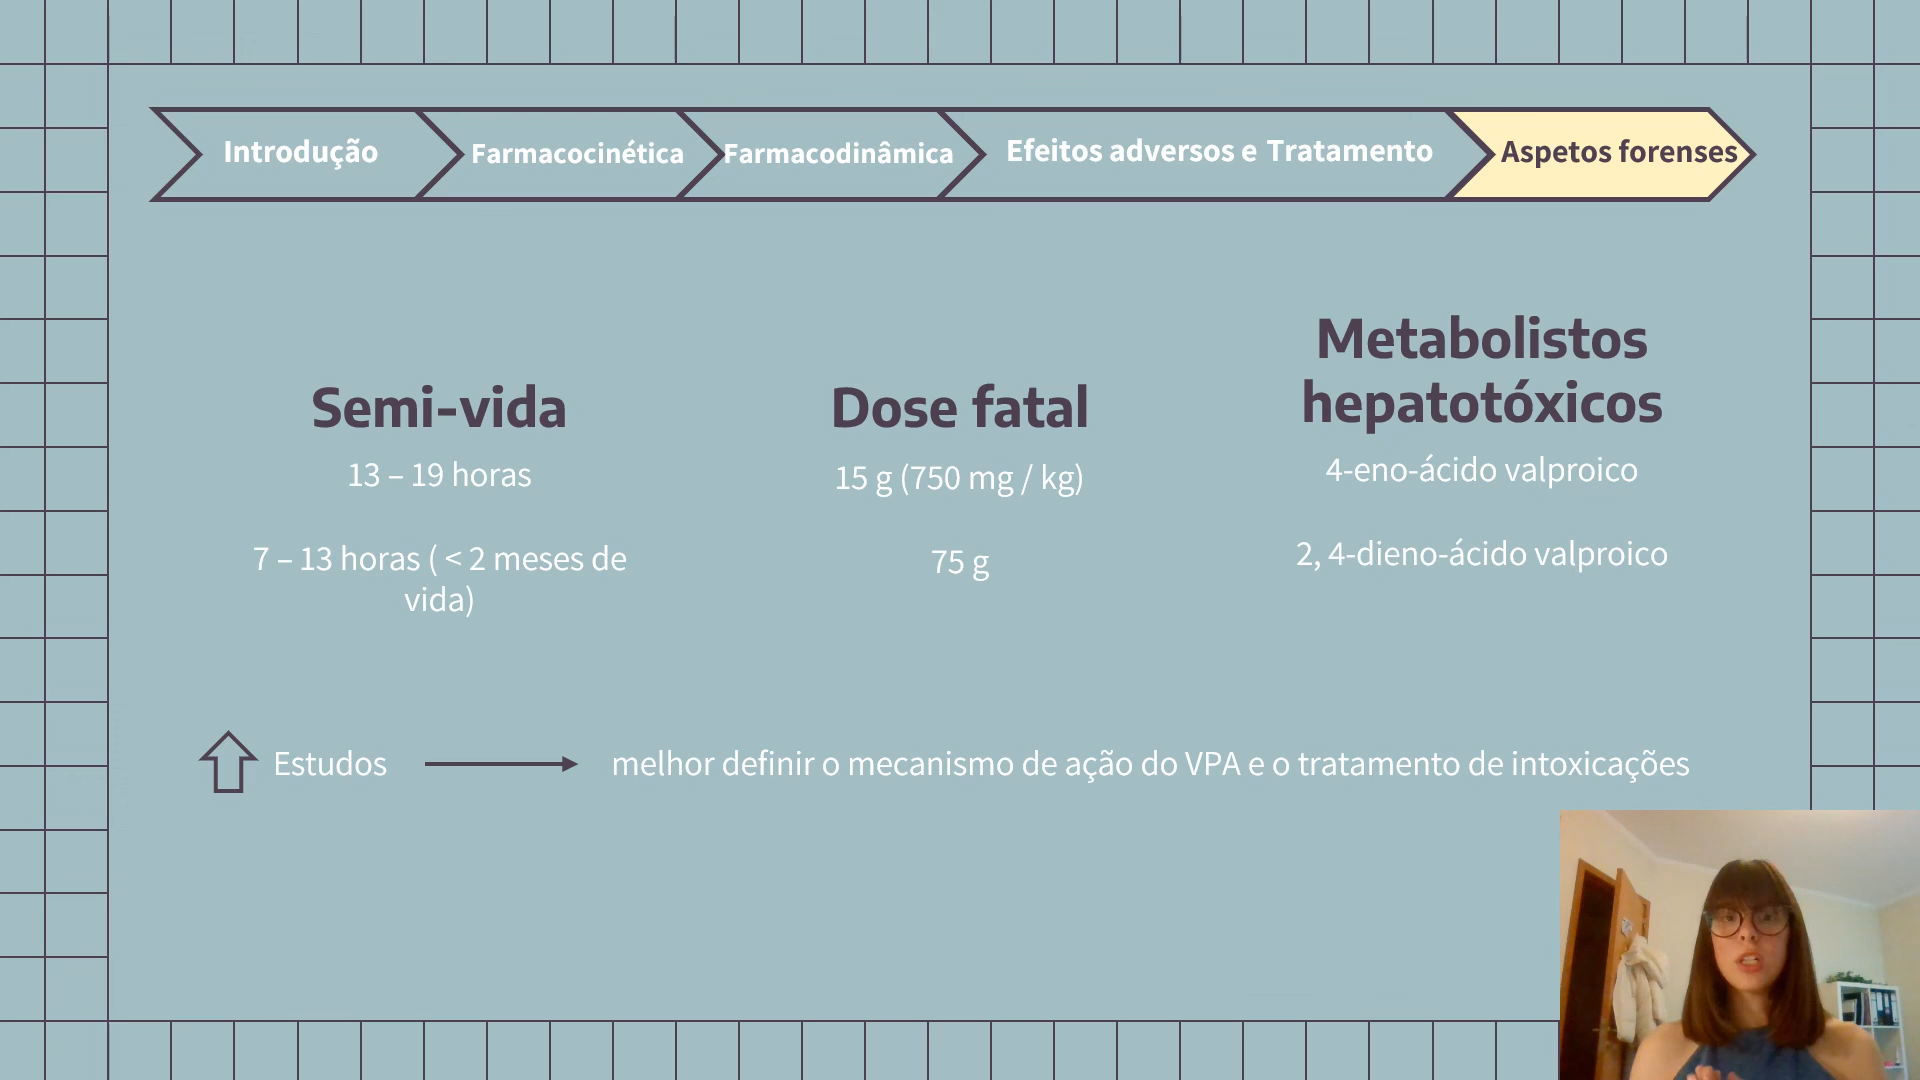 Introdução
Farmacocinética
Farmacodinâmica
Efeitos adversos e Tratamento
Aspetos forenses
Semi-vida
13 – 19 horas
7 – 13 horas ( < 2 meses de
vida)
Dose fatal
15 g (750 mg / kg)
75 g
Metabolistos
hepatotóxicos
4-eno-ácido valproico
2, 4-dieno-ácido valproico
Estudos
melhor definir o mecanismo de ação do VPA e o tratamento de intoxicações